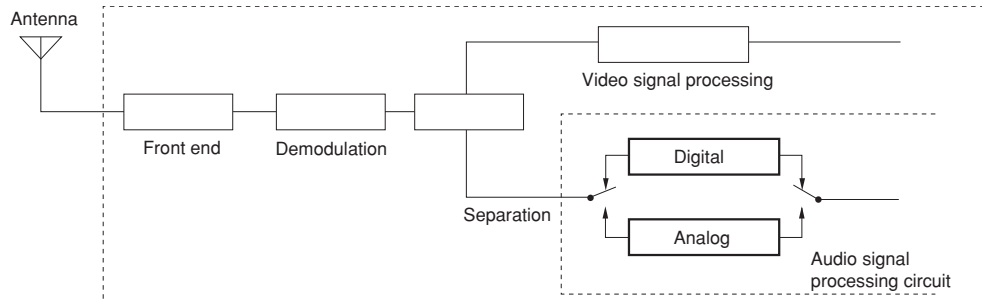 Antenna
Video signal processing
Front end
Demodulation
Digital
Separation
Analog
Audio signal
processing circuit